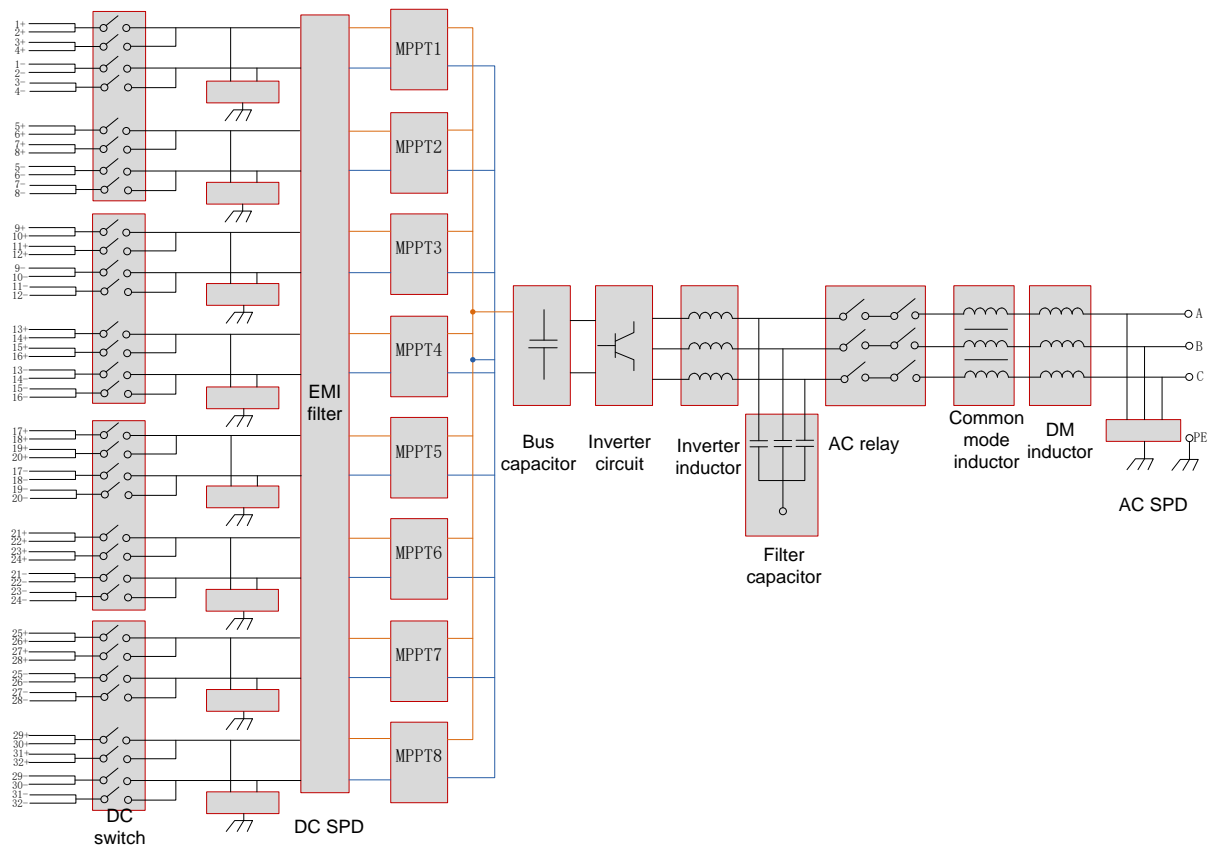 1+
2+
3+
4+
1-
2-
3-
4-
5+
6+
7+
8+
5-
6-
7-
8-
9+
10+
11+
12+
9-
10-
11-
12-
13+
14+
15+
16+
13-
14-
15-
16-
17+
18+
19+
20+
17-
18-
19-
20-
21+
22+
23+
24+
21-
22-
23-
24-
25+
26+
27+
28+
25-
26-
27-
28-
29+
30+
31+
32+
29-
30-
31-
32-
DC
switch
DC SPD
EMI
filter
MPPT1
MPPT2
MPPT3
MPPT4
MPPT5
MPPT6
MPPT7
MPPT8
Bus
capacitor
Inverter
circuit
Inverter
inductor
Filter
capacitor
AC relay
Common
mode
inductor
DM
inductor
A
B
C
PE
AC SPD